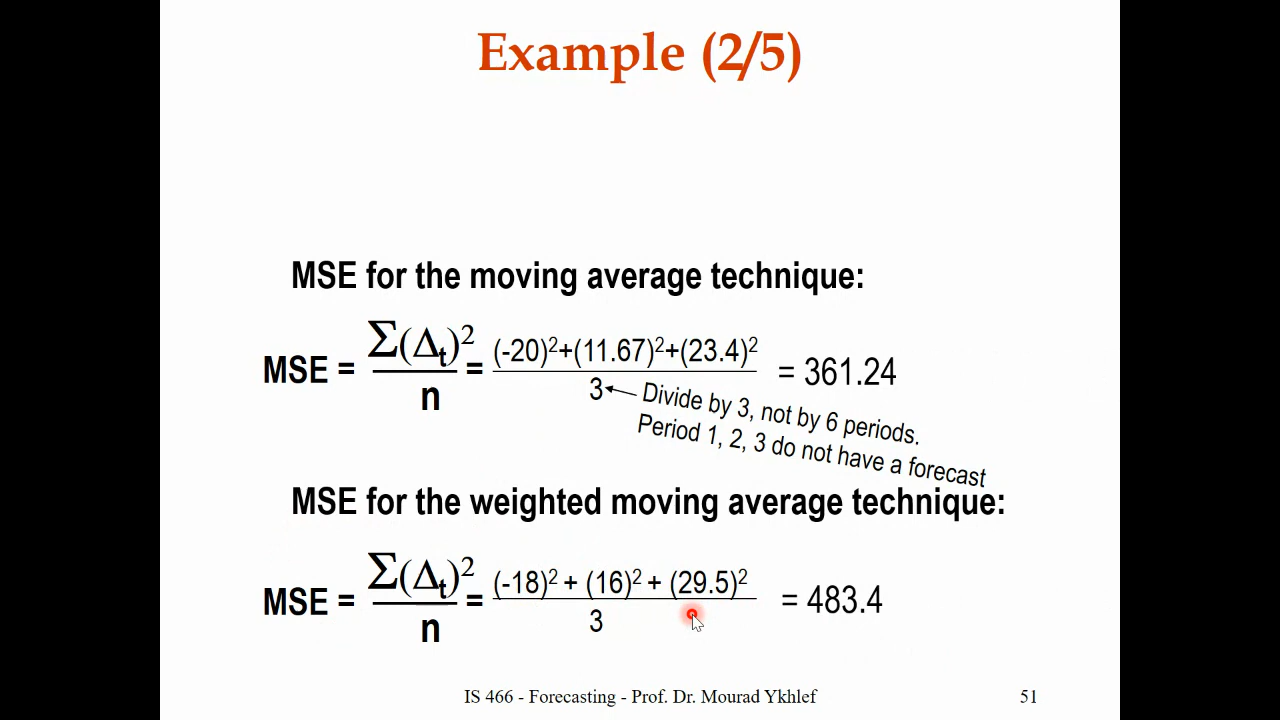 Example (2/5)
MSE for the moving average technique:
MSE = Σ(Δt)² / n = (-20)²+(11.67)²+(23.4)² / 3 = 361.24
Divide by 3, not by 6 periods.
Period 1, 2, 3 do not have a forecast
MSE for the weighted moving average technique:
MSE = Σ(Δt)² / n = (-18)² + (16)² + (29.5)² / 3 = 483.4
IS 466 - Forecasting - Prof. Dr. Mourad Ykhlef 51